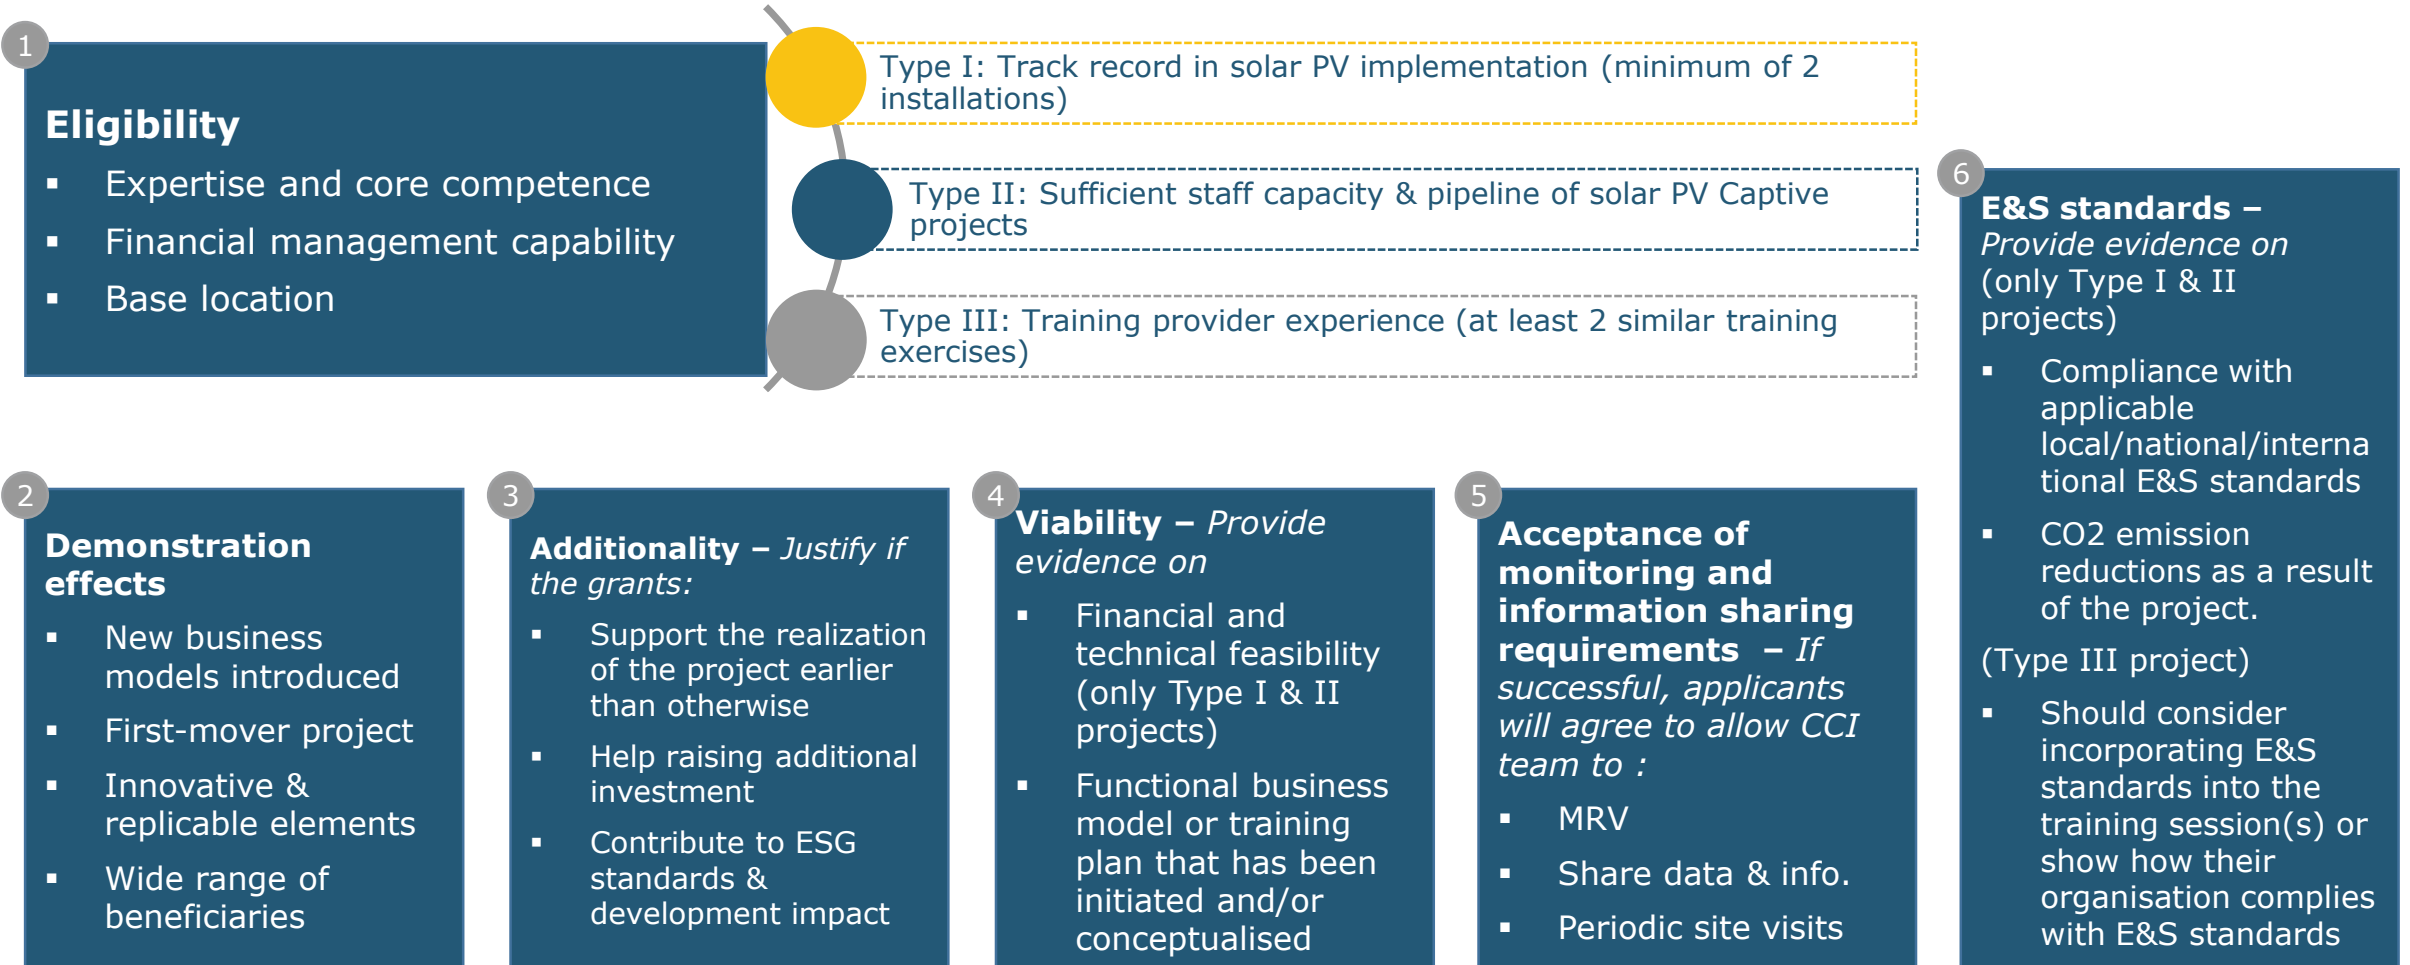 1
Eligibility
▪ Expertise and core competence
▪ Financial management capability
▪ Base location
Type I: Track record in solar PV implementation (minimum of 2
installations)
Type II: Sufficient staff capacity & pipeline of solar PV Captive
projects
Type III: Training provider experience (at least 2 similar training
exercises)
2
Demonstration
effects
▪ New business
models introduced
▪ First-mover project
▪ Innovative &
replicable elements
▪ Wide range of
beneficiaries
3
Additionality – Justify if
the grants:
▪ Support the realization
of the project earlier
than otherwise
▪ Help raising additional
investment
▪ Contribute to ESG
standards &
development impact
4
Viability – Provide
evidence on
▪ Financial and
technical feasibility
(only Type I & II
projects)
▪ Functional business
model or training
plan that has been
initiated and/or
conceptualised
5
Acceptance of
monitoring and
information sharing
requirements – If
successful, applicants
will agree to allow CCI
team to :
▪ MRV
▪ Share data & info.
▪ Periodic site visits
6
E&S standards –
Provide evidence on
(only Type I & II
projects)
▪ Compliance with
applicable
local/national/interna
tional E&S standards
▪ CO2 emission
reductions as a result
of the project.
(Type III project)
▪ Should consider
incorporating E&S
standards into the
training session(s) or
show how their
organisation complies
with E&S standards